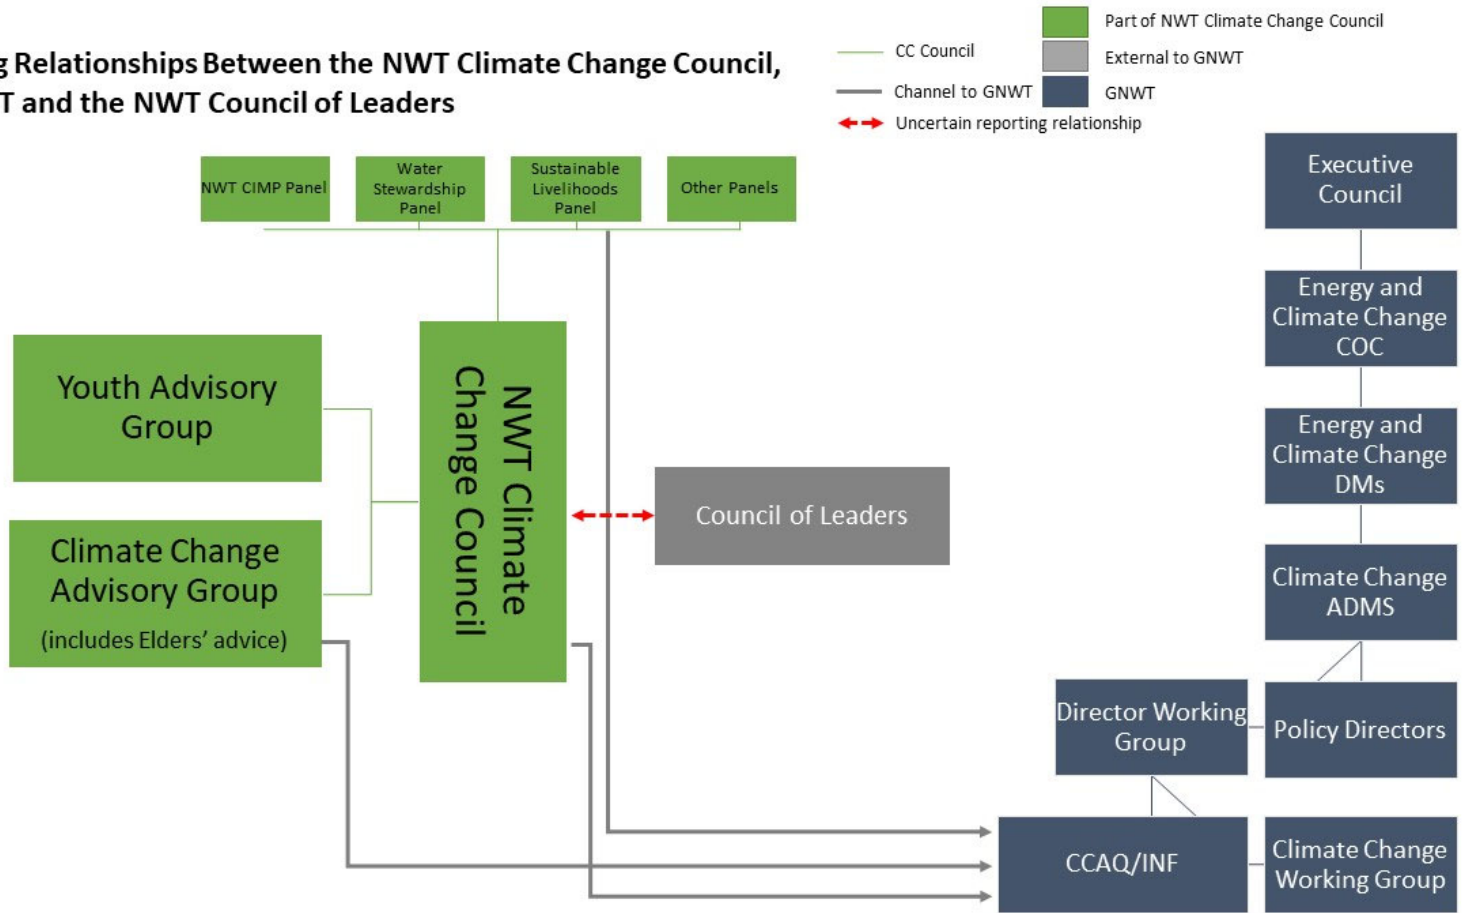 g Relationships Between the NWT Climate Change Council,
T and the NWT Council of Leaders
CC Council
Channel to GNWT
Uncertain reporting relationship
Part of NWT Climate Change Council
External to GNWT
GNWT
NWT CIMP Panel
Water
Stewardship
Panel
Sustainable
Livelihoods
Panel
Other Panels
Youth Advisory
Group
Climate Change
Advisory Group
(includes Elders’ advice)
NWT Climate
Change Council
Council of Leaders
Executive
Council
Energy and
Climate Change
COC
Energy and
Climate Change
DMs
Climate Change
ADMS
Director Working
Group
Policy Directors
CCAQ/INF
Climate Change
Working Group